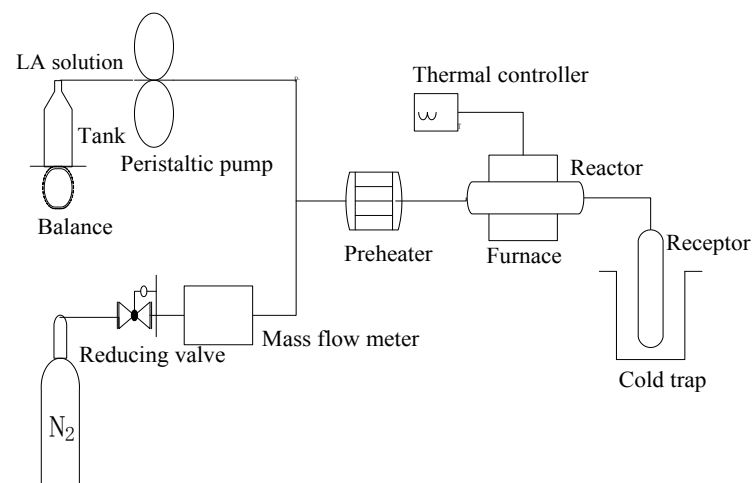 LA solution
Tank
Peristaltic pump
Balance
Thermal controller
Reactor
Preheater
Furnace
Receptor
Reducing valve
Mass flow meter
Cold trap
N2